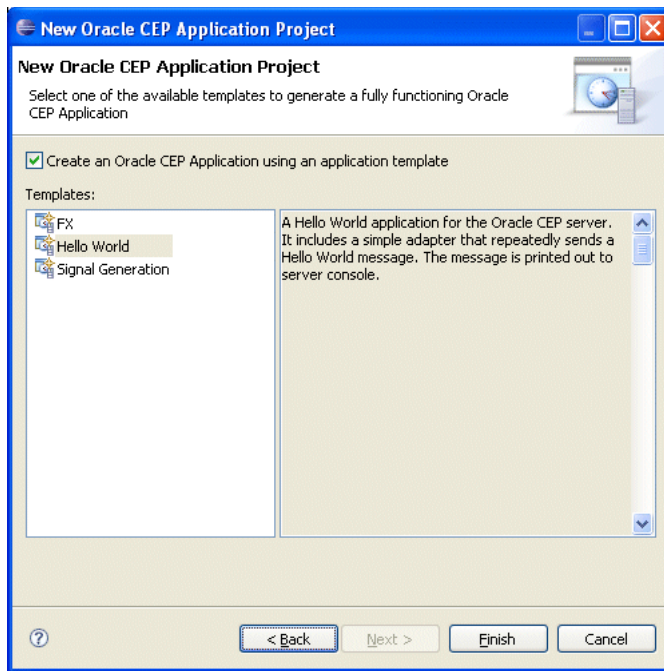 New Oracle CEP Application Project
New Oracle CEP Application Project
Select one of the available templates to generate a fully functioning Oracle
CEP Application
Create an Oracle CEP Application using an application template
Templates:
FX
Hello World
Signal Generation
A Hello World application for the Oracle CEP server.
It includes a simple adapter that repeatedly sends a
Hello World message. The message is printed out to
server console.
?
< Back
Next >
Finish
Cancel